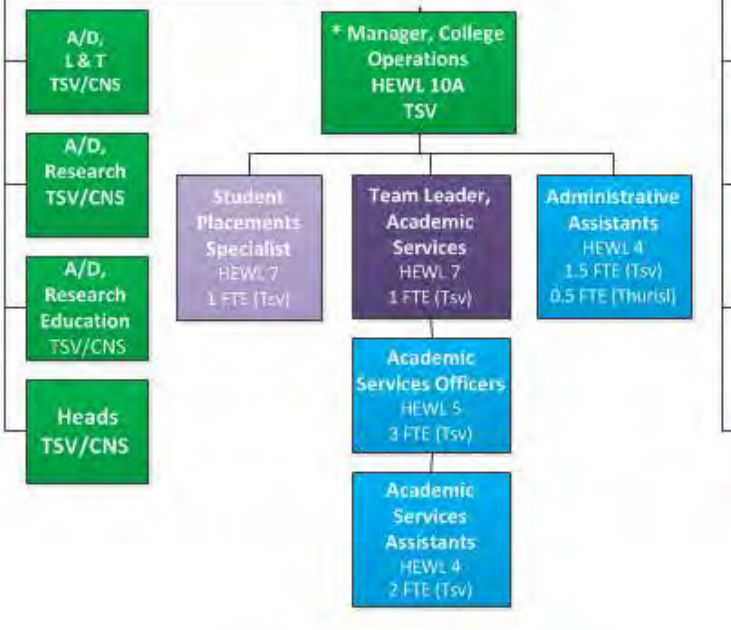 A/D,
L & T
TSV/CNS
A/D,
Research
TSV/CNS
A/D,
Research
Education
TSV/CNS
Heads
TSV/CNS
* Manager, College
Operations
HEWL 10A
TSV
Student
Placements
Specialist
HEWL 7
1 FTE (Tsv)
Team Leader,
Academic
Services
HEWL 7
1 FTE (Tsv)
Administrative
Assistants
HEWL 4
1.5 FTE (Tsv)
0.5 FTE (ThurIsl)
Academic
Services Officers
HEWL 5
3 FTE (Tsv)
Academic
Services
Assistants
HEWL 4
2 FTE (Tsv)